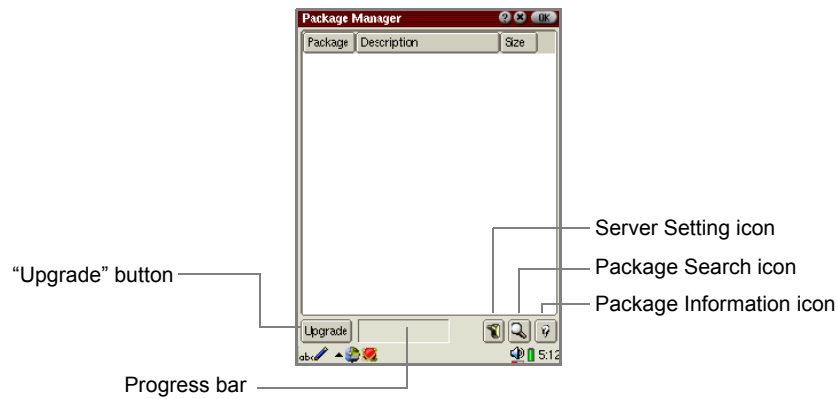 Package Manager
OK
Package Description Size
Server Setting icon
Package Search icon
Package Information icon
“Upgrade” button
Upgrade
abc 5:12
Progress bar